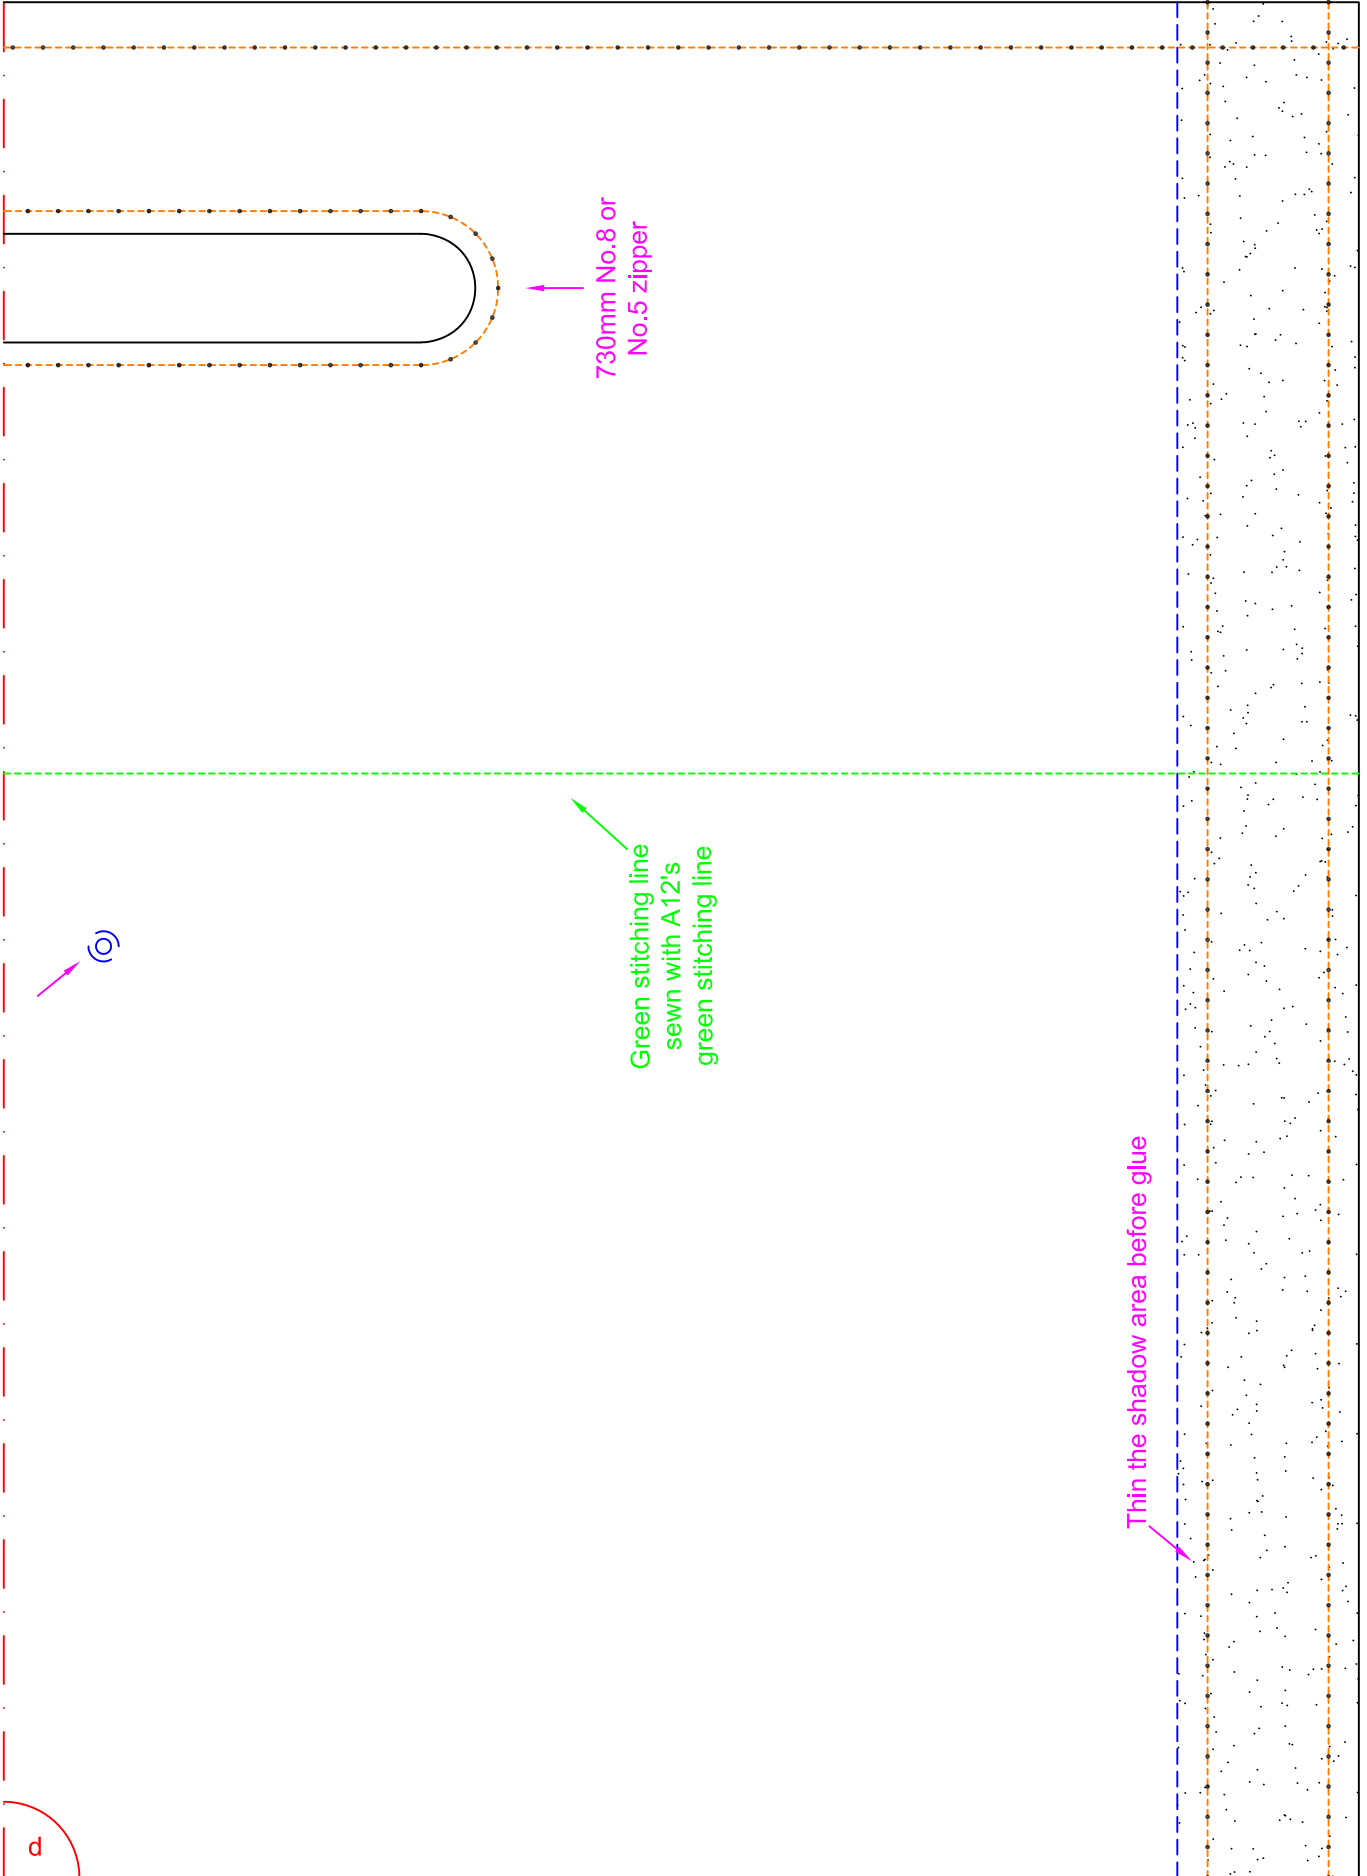 730mm No.8 or
No.5 zipper
Green stitching line
sewn with A12's
green stitching line
Thin the shadow area before glue
d